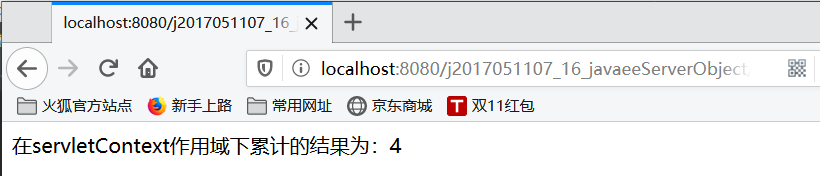 localhost:8080/j2017051107_16_j
localhost:8080/j2017051107_16_javaeeServerObject/
火狐官方站点 新手上路 常用网址 京东商城 T 双11红包
在servletContext作用域下累计的结果为：4